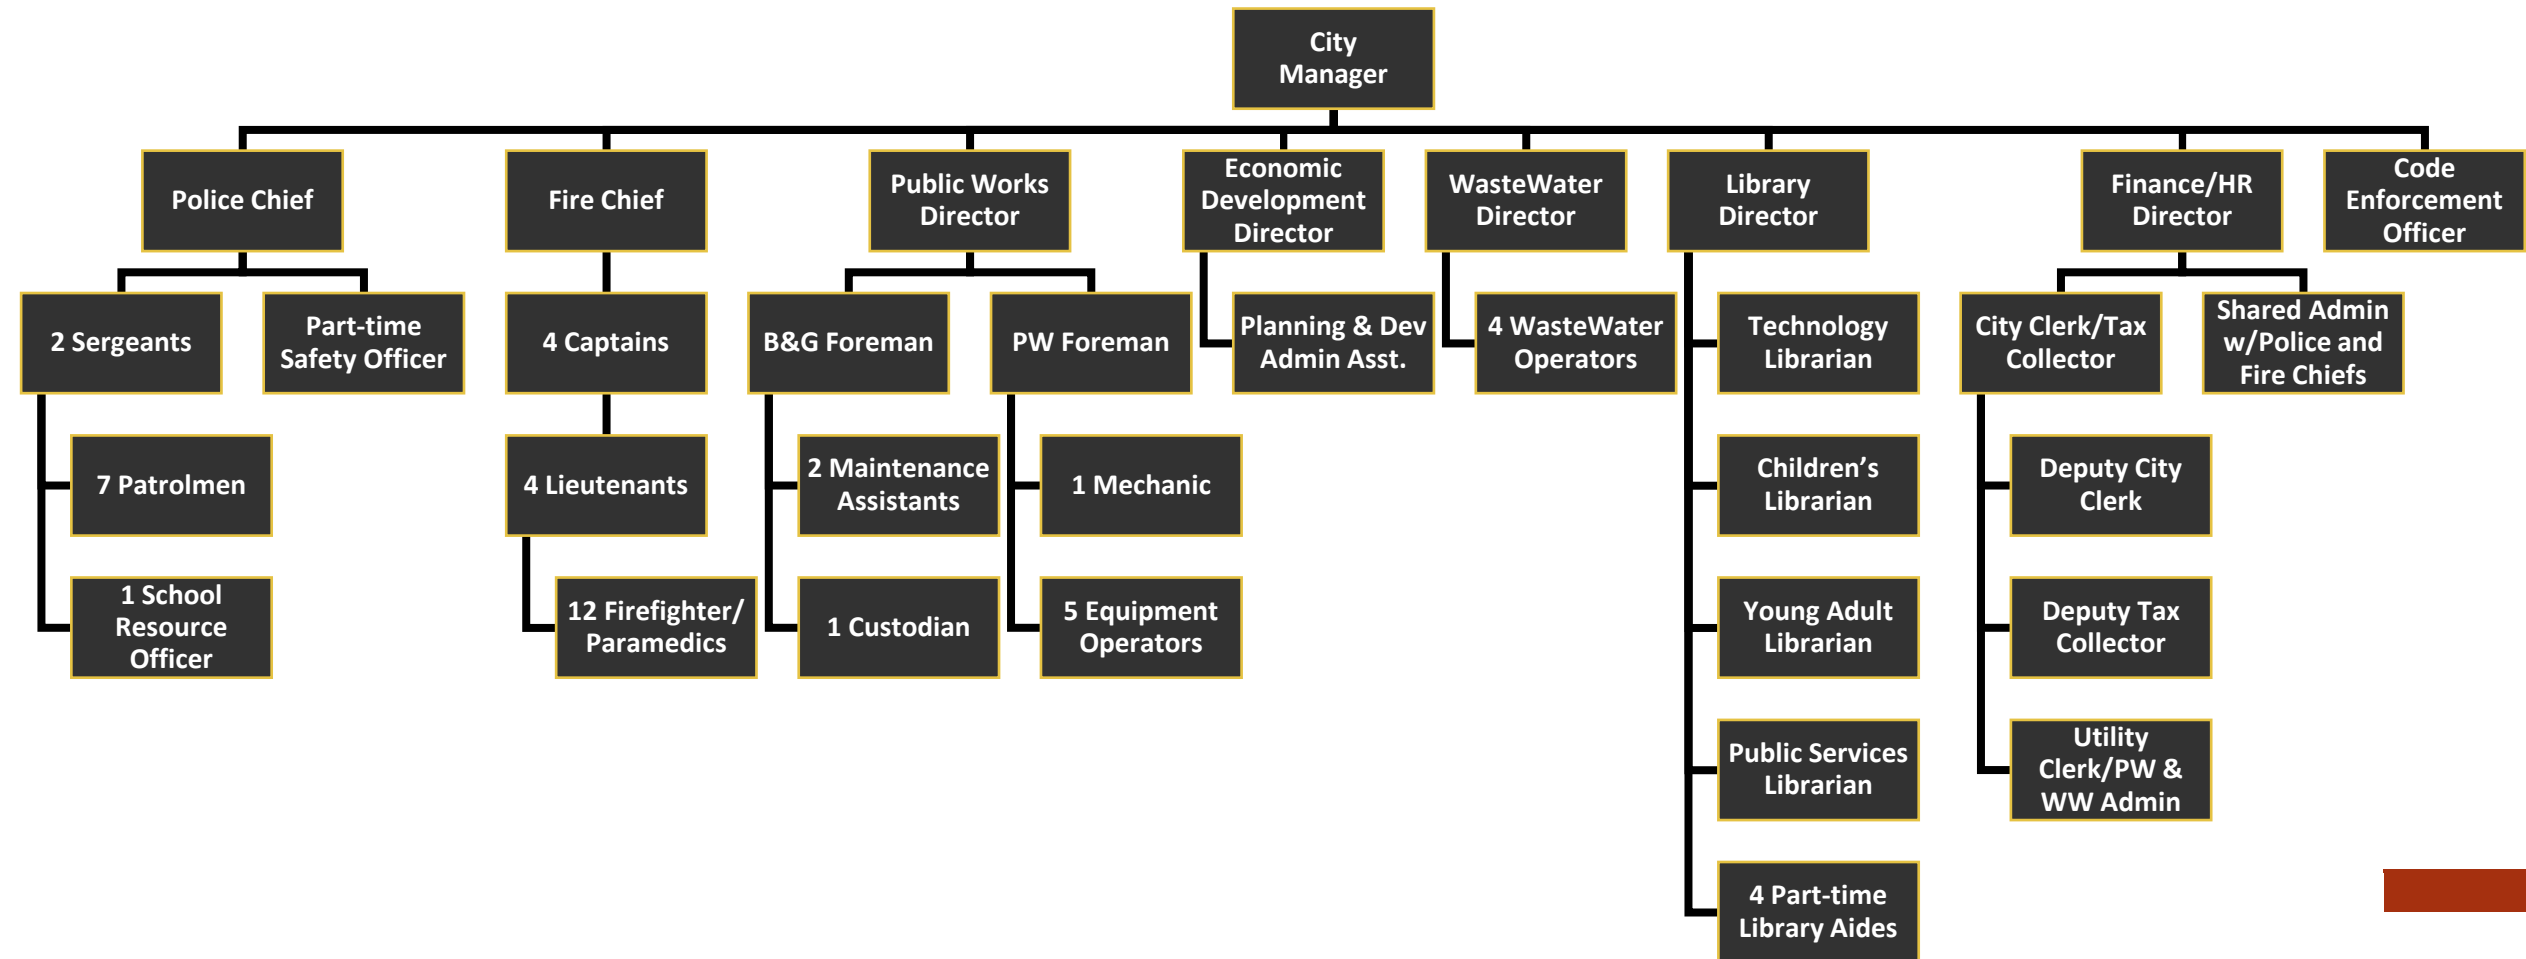 City
Manager
Police Chief
Fire Chief
Public Works
Director
Economic
Development
Director
WasteWater
Director
Library
Director
Finance/HR
Director
Code
Enforcement
Officer
2 Sergeants
Part-time
Safety Officer
4 Captains
B&G Foreman
PW Foreman
Planning & Dev
Admin Asst.
4 WasteWater
Operators
Technology
Librarian
City Clerk/Tax
Collector
Shared Admin
w/Police and
Fire Chiefs
7 Patrolmen
4 Lieutenants
2 Maintenance
Assistants
1 Mechanic
Children’s
Librarian
Deputy City
Clerk
1 School
Resource
Officer
12 Firefighter/
Paramedics
1 Custodian
5 Equipment
Operators
Young Adult
Librarian
Deputy Tax
Collector
Public Services
Librarian
Utility
Clerk/PW &
WW Admin
4 Part-time
Library Aides